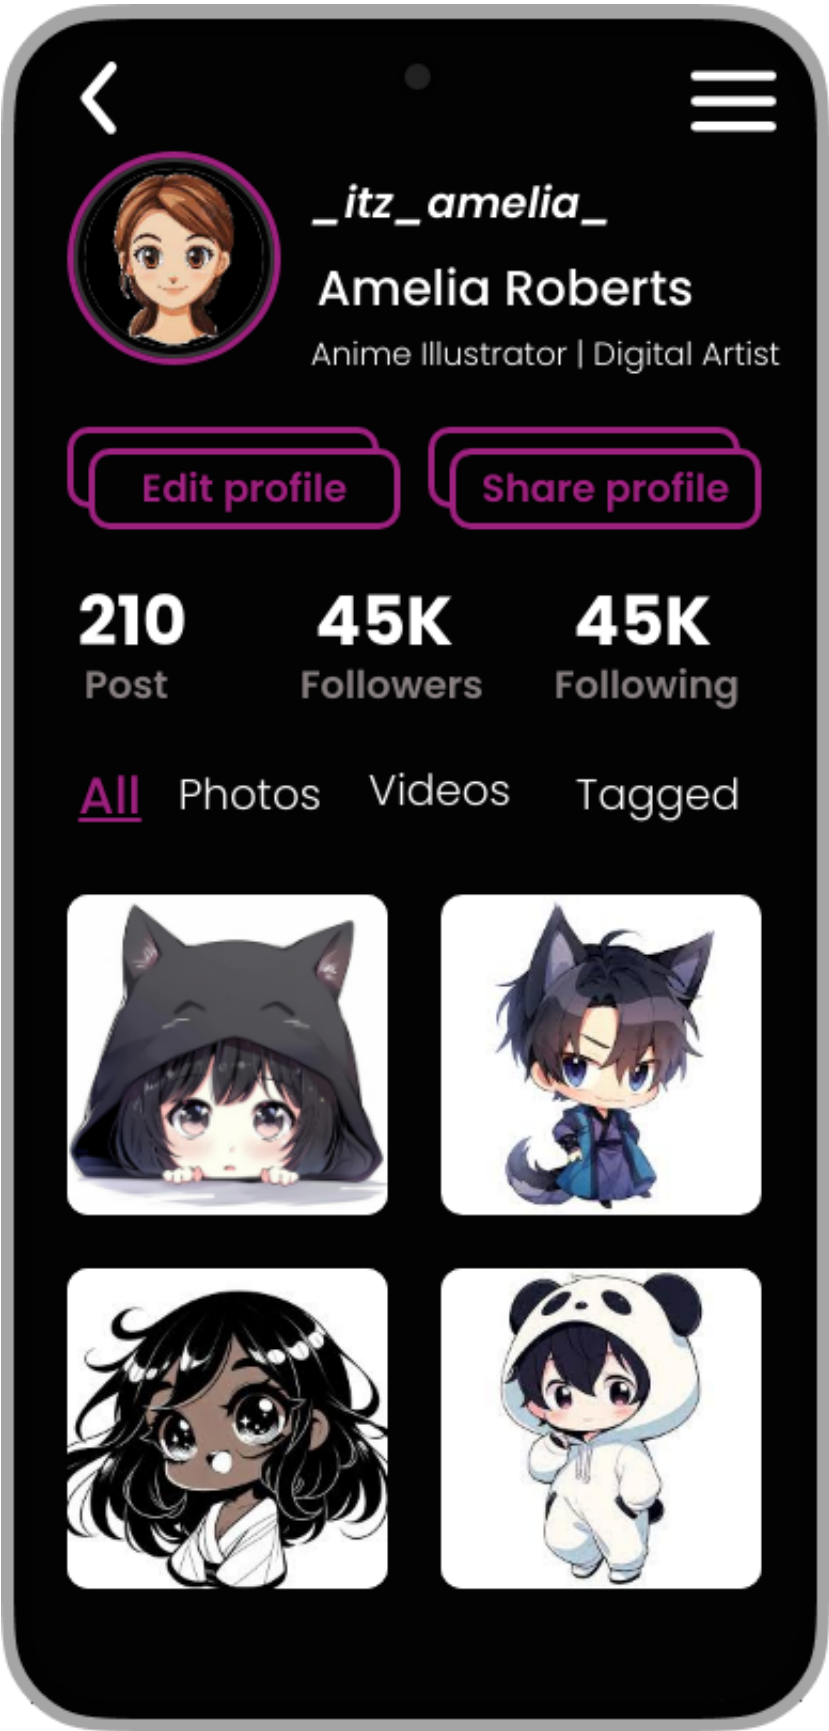 _itz_amelia_
Amelia Roberts
Anime Illustrator | Digital Artist
Edit profile Share profile
210 45K 45K
Post Followers Following
All Photos Videos Tagged